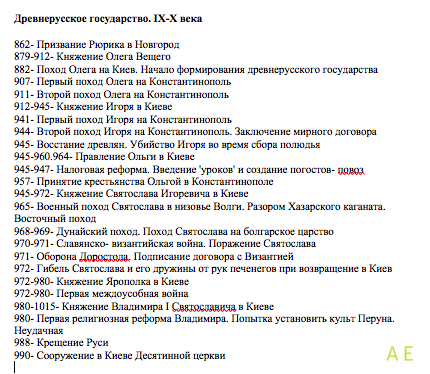 Древнерусское государство. IX-X века
862- Призвание Рюрика в Новгород
879-912- Княжение Олега Вещего
882- Поход Олега на Киев. Начало формирования древнерусского государства
907- Первый поход Олега на Константинополь
911- Второй поход Олега на Константинополь
912-945- Княжение Игоря в Киеве
941- Первый поход Игоря на Константинополь
944- Второй поход Игоря на Константинополь. Заключение мирного договора
945- Восстание древлян. Убийство Игоря во время сбора полюдья
945-960.964- Правление Ольги в Киеве
945-947- Налоговая реформа. Введение 'уроков' и создание погостов- повоз
957- Принятие крестьянства Ольгой в Константинополе
945-972- Княжение Святослава Игоревича в Киеве
965- Военный поход Святослава в низовье Волги. Разором Хазарского каганата.
Восточный поход
968-969- Дунайский поход. Поход Святослава на болгарское царство
970-971- Славянско- византийская война. Поражение Святослава
971- Оборона Доростола. Подписание договора с Византией
972- Гибель Святослава и его дружины от рук печенегов при возвращение в Киев
972-980- Княжение Ярополка в Киеве
972-980- Первая междоусобная война
980-1015- Княжение Владимира I Святославича в Киеве
980- Первая религиозная реформа Владимира. Попытка установить культ Перуна.
Неудачная
988- Крещение Руси
990- Сооружение в Киеве Десятинной церкви
AE